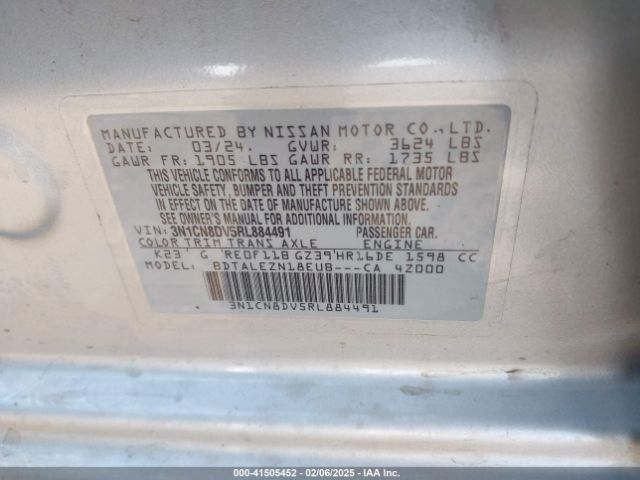 MANUFACTURED BY NISSAN MOTOR CO.,LTD.
DATE: 03/24. GVWR: 3624 LBS
GAWR FR: 1905 LBS GAWR RR: 1735 LBS
THIS VEHICLE CONFORMS TO ALL APPLICABLE FEDERAL MOTOR
VEHICLE SAFETY, BUMPER AND THEFT PREVENTION STANDARDS
IN EFFECT ON THE DATE OF MANUFACTURE SHOWN ABOVE.
SEE OWNER'S MANUAL FOR ADDITIONAL INFORMATION.
VIN: 3N1CN8DV5RL884491 PASSENGER CAR.
COLOR TRIM TRANS AXLE ENGINE
K23 G RE0F11B GZ39 HR16DE 1598 CC
MODEL: BDTALEZN18EUB---CA 4Z000
3N1CN8DV5RL884491
000-41505452 - 02/06/2025 - IAA Inc.